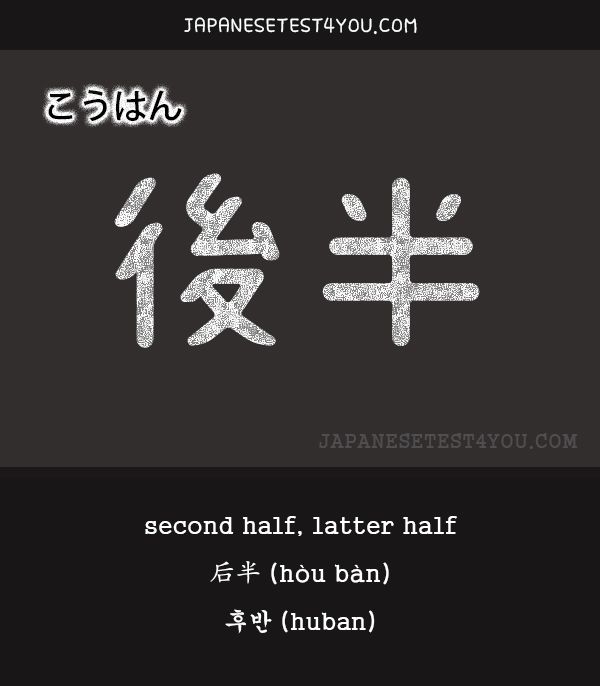 JAPANESETEST4YOU.COM
こうはん
後半
JAPANESETEST4YOU.COM
second half, latter half
后半 (hòu bàn)
후반 (huban)